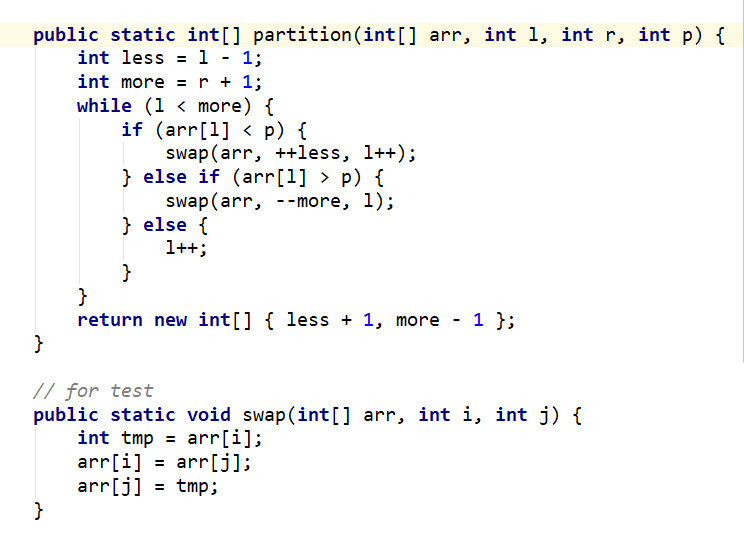 public static int[] partition(int[] arr, int l, int r, int p) {
    int less = l - 1;
    int more = r + 1;
    while (l < more) {
        if (arr[l] < p) {
            swap(arr, ++less, l++);
        } else if (arr[l] > p) {
            swap(arr, --more, l);
        } else {
            l++;
        }
    }
    return new int[] { less + 1, more - 1 };
}
// for test
public static void swap(int[] arr, int i, int j) {
    int tmp = arr[i];
    arr[i] = arr[j];
    arr[j] = tmp;
}